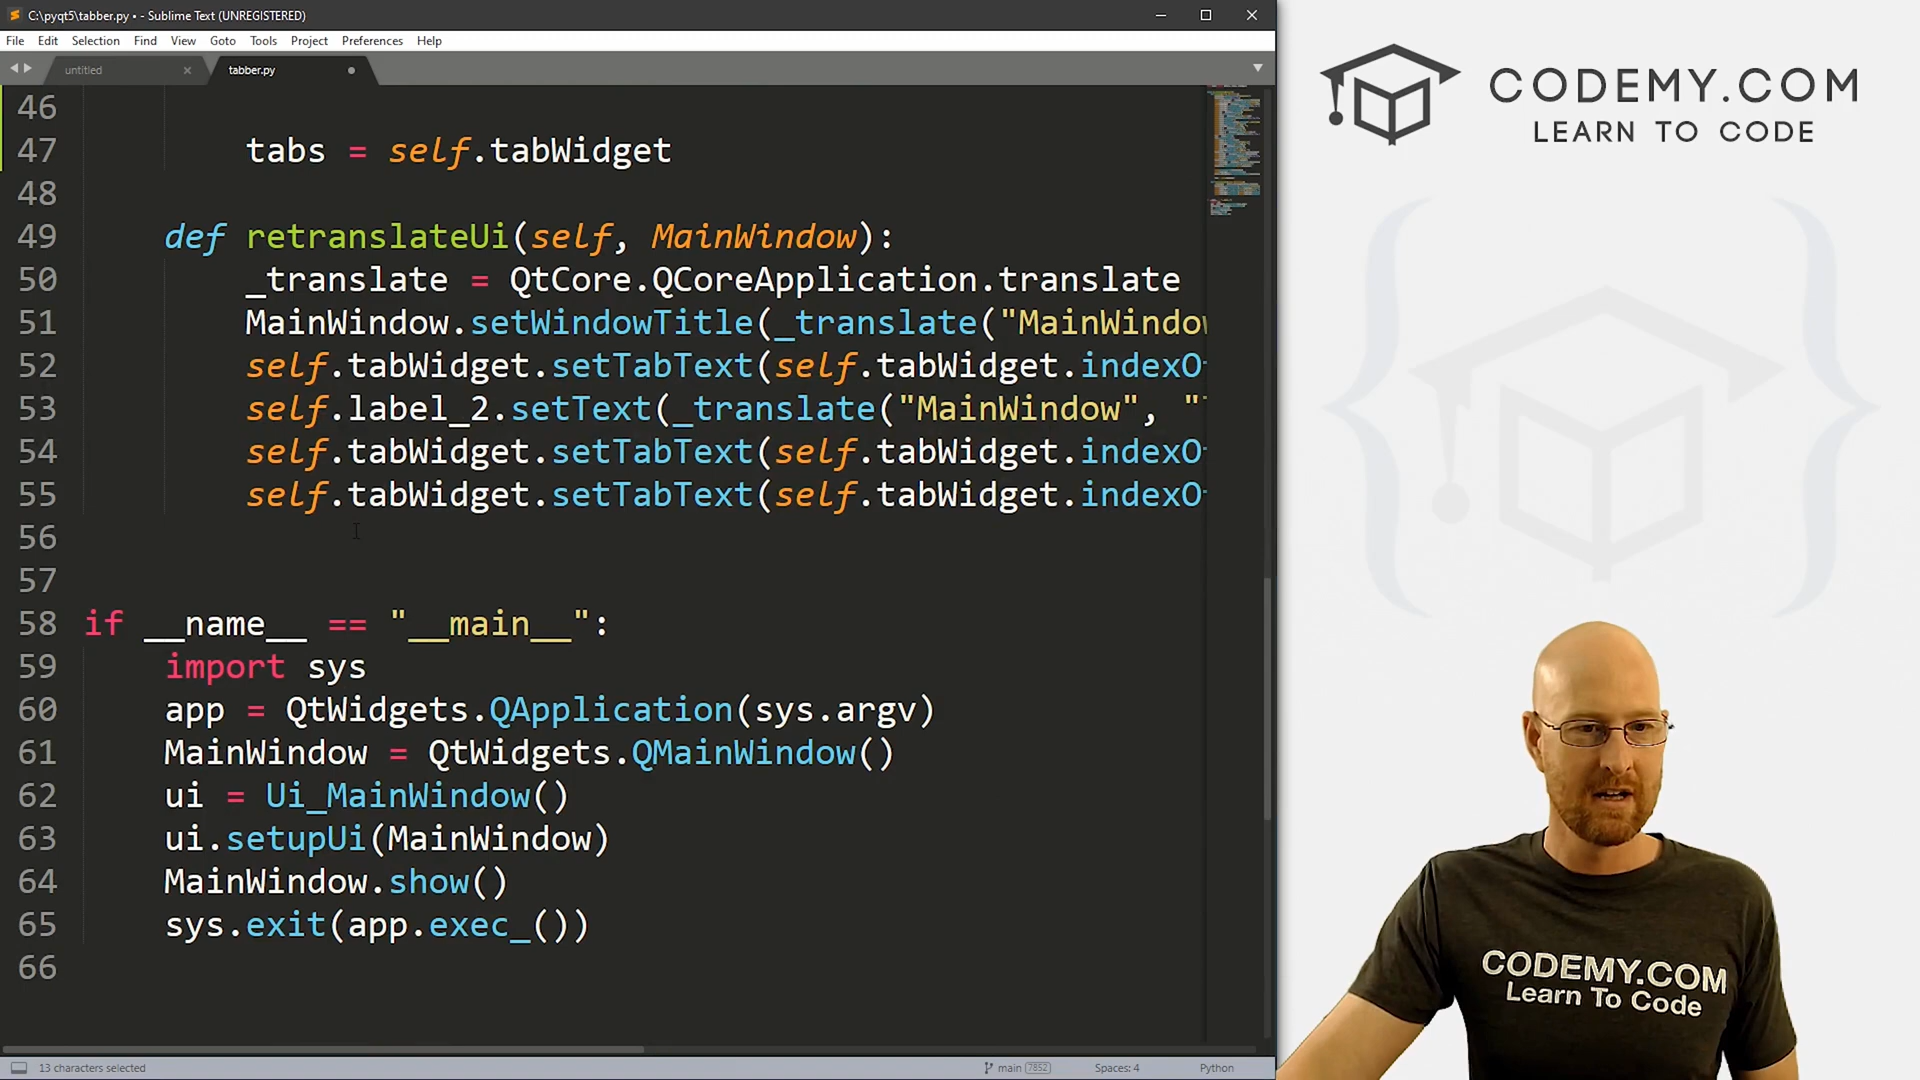 C:\pyqt5\tabber.py • - Sublime Text (UNREGISTERED)
File Edit Selection Find View Goto Tools Project Preferences Help
untitled tabber.py
46
47 tabs = self.tabWidget
48
49 def retranslateUi(self, MainWindow):
50 _translate = QtCore.QCoreApplication.translate
51 MainWindow.setWindowTitle(_translate("MainWindow
52 self.tabWidget.setTabText(self.tabWidget.indexOf
53 self.label_2.setText(_translate("MainWindow", "
54 self.tabWidget.setTabText(self.tabWidget.indexOf
55 self.tabWidget.setTabText(self.tabWidget.indexOf
56
57
58 if __name__ == "__main__":
59 import sys
60 app = QtWidgets.QApplication(sys.argv)
61 MainWindow = QtWidgets.QMainWindow()
62 ui = Ui_MainWindow()
63 ui.setupUi(MainWindow)
64 MainWindow.show()
65 sys.exit(app.exec_())
66
13 characters selected
main 7852 Spaces: 4 Python
CODEMY.COM
LEARN TO CODE
CODEMY.COM
Learn To Code